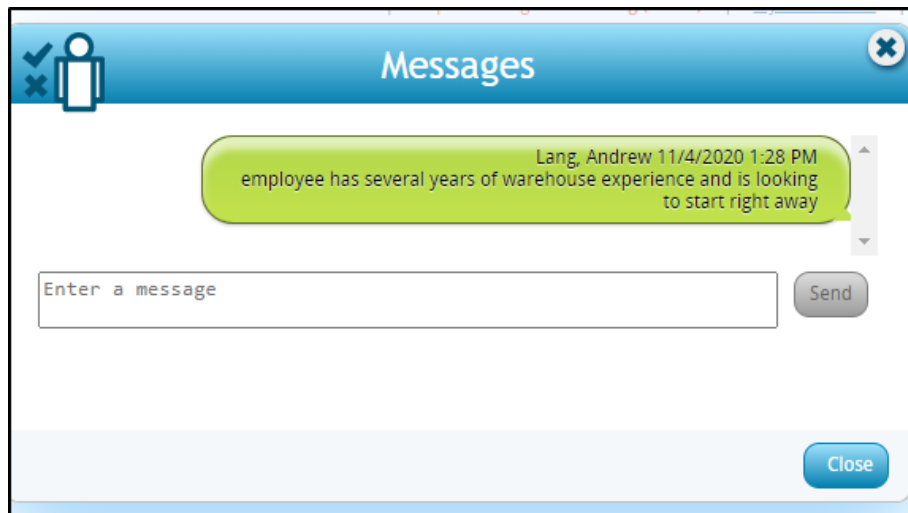 Messages
Lang, Andrew 11/4/2020 1:28 PM
employee has several years of warehouse experience and is looking
to start right away
Enter a message
Send
Close